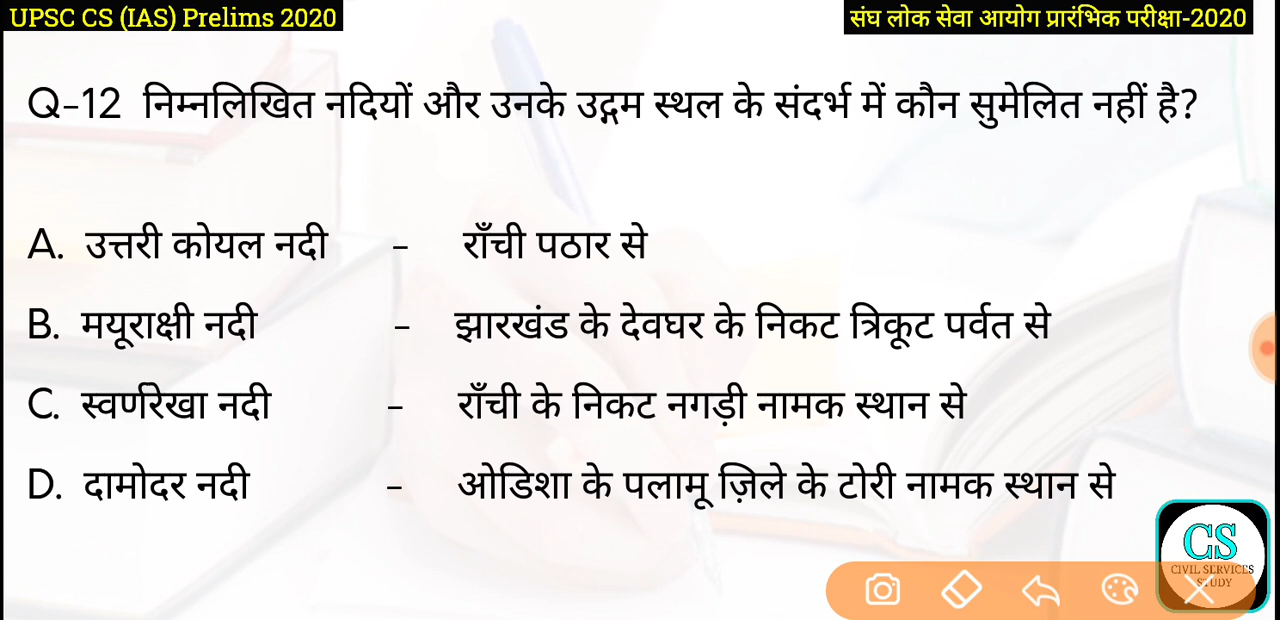 UPSC CS (IAS) Prelims 2020
संघ लोक सेवा आयोग प्रारंभिक परीक्षा-2020
Q-12 निम्नलिखित नदियों और उनके उद्गम स्थल के संदर्भ में कौन सुमेलित नहीं है?
A. उत्तरी कोयल नदी - राँची पठार से
B. मयूराक्षी नदी - झारखंड के देवघर के निकट त्रिकूट पर्वत से
C. स्वर्णरेखा नदी - राँची के निकट नगड़ी नामक स्थान से
D. दामोदर नदी - ओडिशा के पलामू ज़िले के टोरी नामक स्थान से
CS
CIVIL SERVICES
STUDY